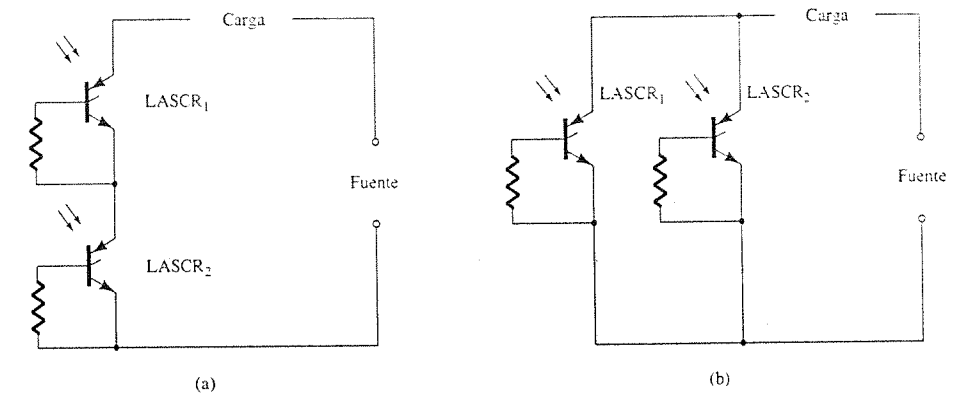 Carga
LASCR₁
Fuente
LASCR₂
(a)
Carga
LASCR₁
LASCR₂
Fuente
(b)